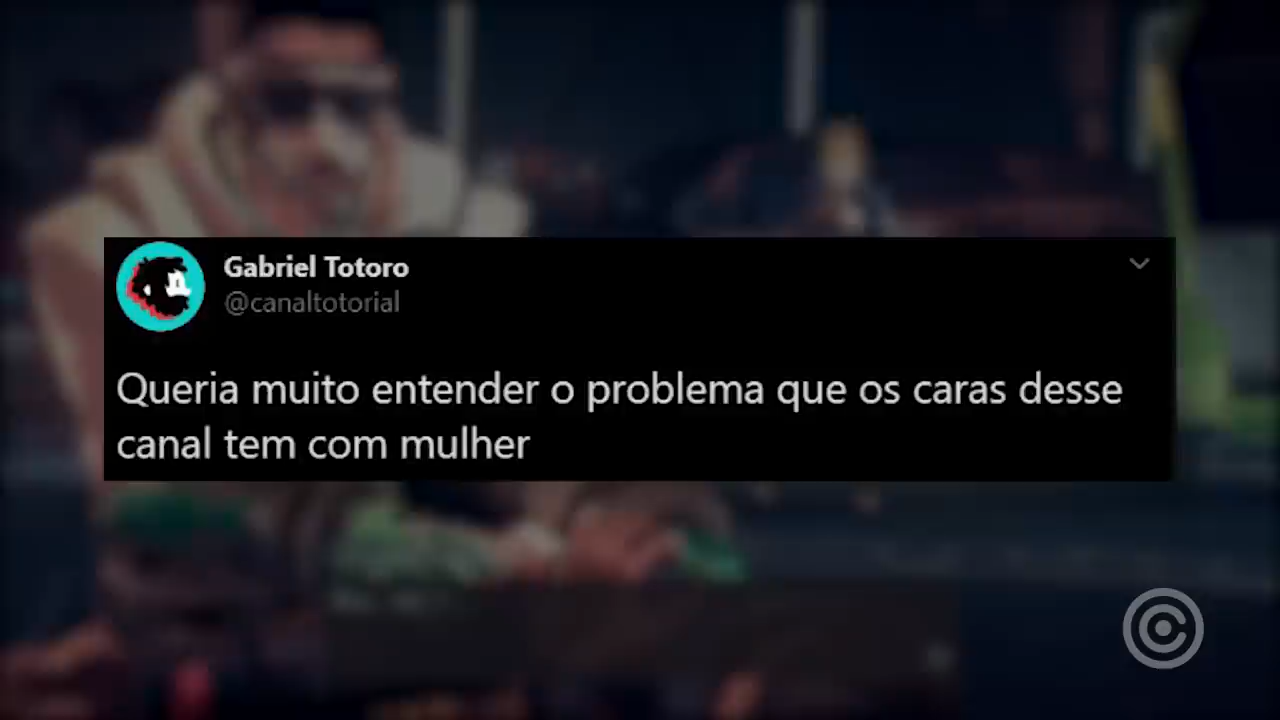 Gabriel Totoro
@canaltotorial
Queria muito entender o problema que os caras desse
canal tem com mulher